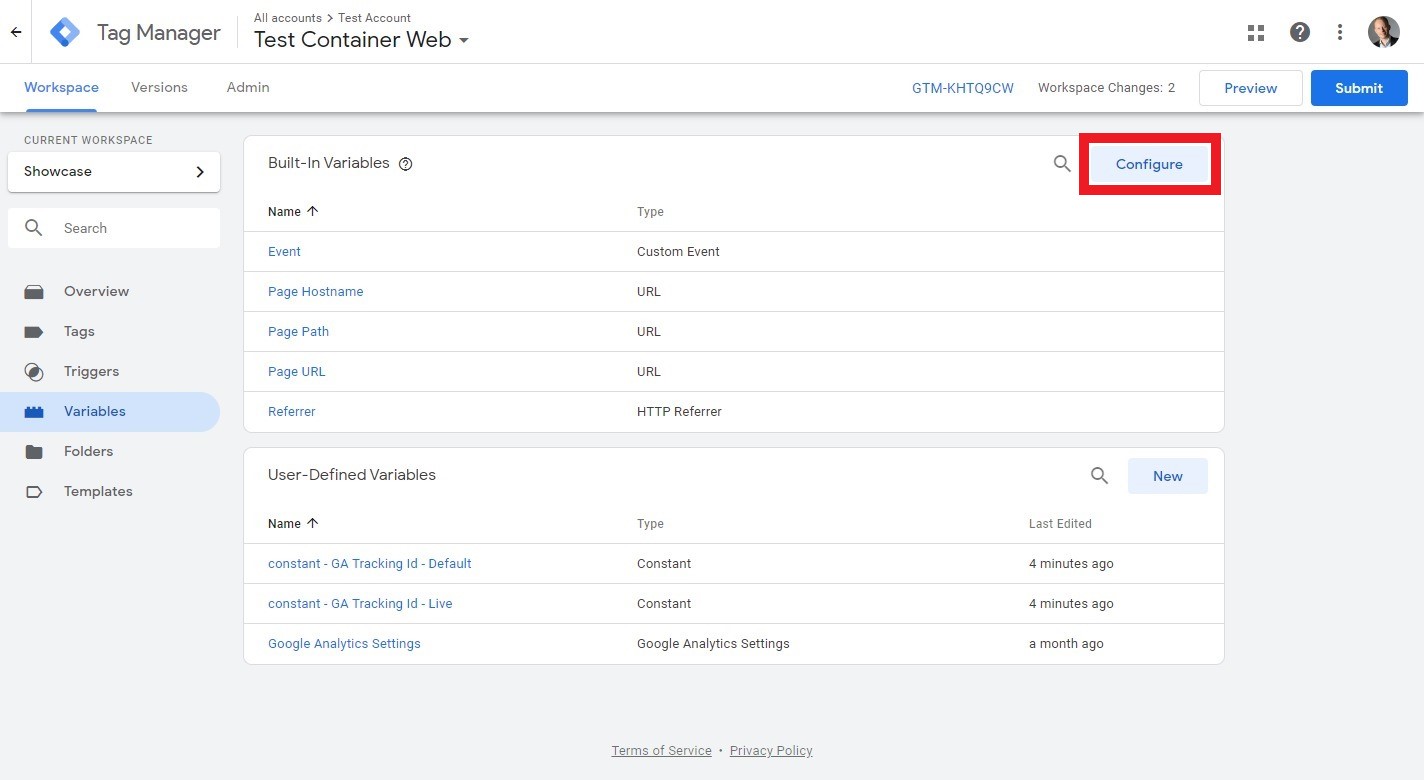 All accounts > Test Account
Tag Manager
Test Container Web
Workspace Versions Admin
GTM-KHTQ9CW Workspace Changes: 2 Preview Submit
CURRENT WORKSPACE
Showcase
Search
Overview
Tags
Triggers
Variables
Folders
Templates
Built-In Variables Configure
Name Type
Event Custom Event
Page Hostname URL
Page Path URL
Page URL URL
Referrer HTTP Referrer
User-Defined Variables New
Name Type Last Edited
constant - GA Tracking Id - Default Constant 4 minutes ago
constant - GA Tracking Id - Live Constant 4 minutes ago
Google Analytics Settings Google Analytics Settings a month ago
Terms of Service • Privacy Policy